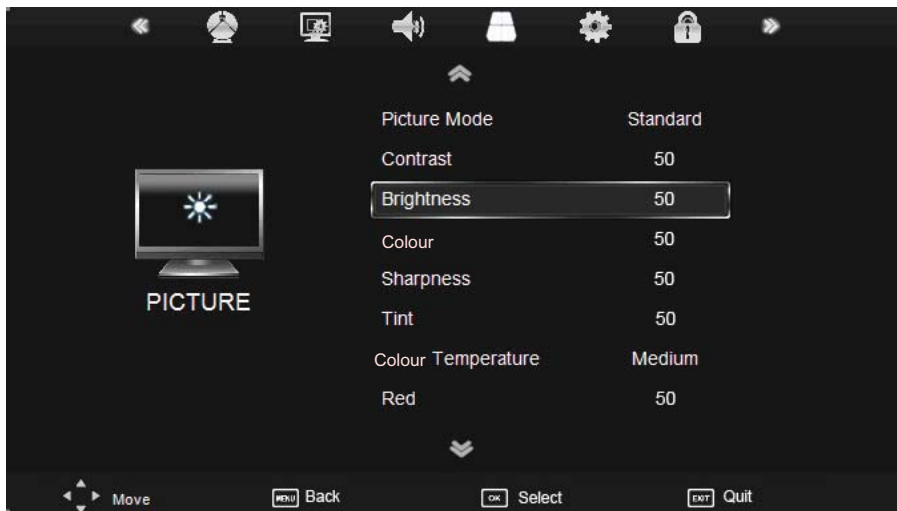 Picture Mode Standard
Contrast 50
Brightness 50
Colour 50
Sharpness 50
Tint 50
Colour Temperature Medium
Red 50
PICTURE
Move MENU Back OK Select EXIT Quit